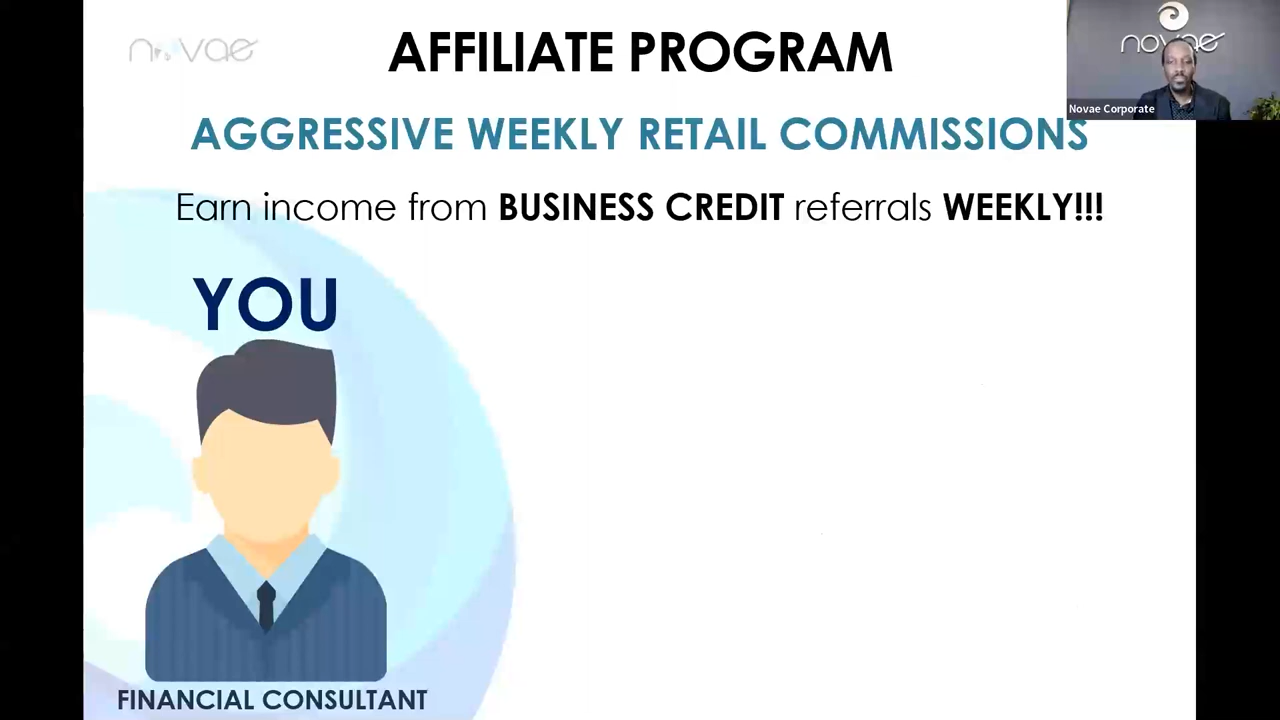 novae
AFFILIATE PROGRAM
novae
Novae Corporate
AGGRESSIVE WEEKLY RETAIL COMMISSIONS
Earn income from BUSINESS CREDIT referrals WEEKLY!!!
YOU
FINANCIAL CONSULTANT